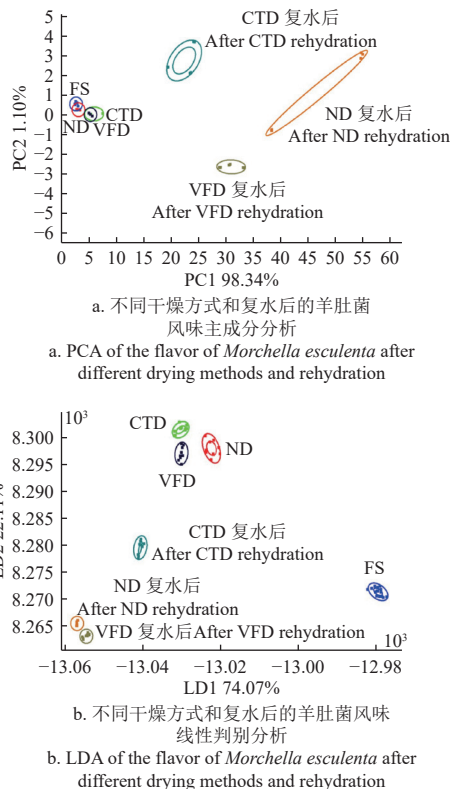 5
4
3
2
1
0
−1
−2
−3
−4
−5
−6
PC2 1.10%
CTD 复水后
After CTD rehydration
FS
CTD
ND VFD
ND 复水后
After ND rehydration
VFD 复水后
After VFD rehydration
0 5 10 15 20 25 30 35 40 45 50 55 60
PC1 98.34%
a. 不同干燥方式和复水后的羊肚菌
风味主成分分析
a. PCA of the flavor of Morchella esculenta after
different drying methods and rehydration
10³
8.300
8.295
8.290
8.285
8.280
8.275
8.270
8.265
CTD
ND
VFD
CTD 复水后
After CTD rehydration
FS
ND 复水后
After ND rehydration
VFD 复水后After VFD rehydration
10³
−13.06 −13.04 −13.02 −13.00 −12.98
LD1 74.07%
b. 不同干燥方式和复水后的羊肚菌风味
线性判别分析
b. LDA of the flavor of Morchella esculenta after
different drying methods and rehydration